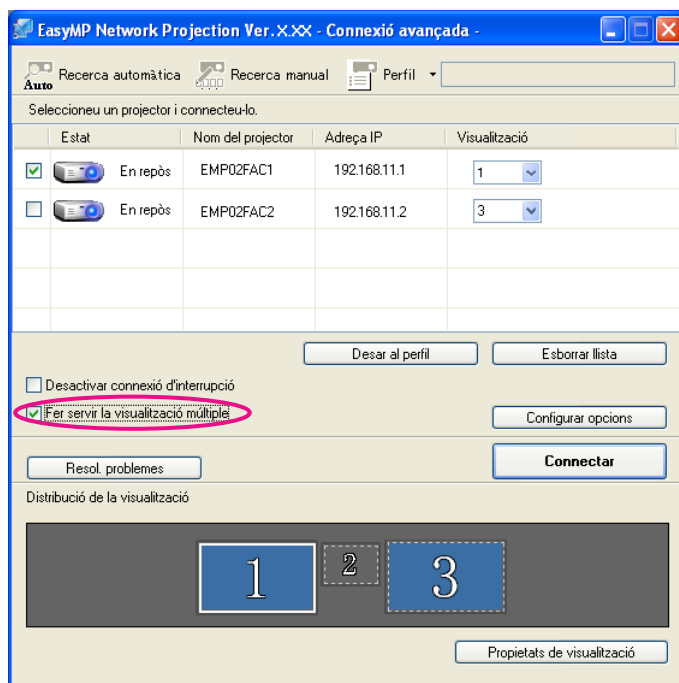 EasyMP Network Projection Ver.X.XX - Connexió avançada -
Auto Recerca automàtica Recerca manual Perfil
Seleccioneu un projector i connecteu-lo.
Estat Nom del projector Adreça IP Visualització
En repòs EMP02FAC1 192.168.11.1 1
En repòs EMP02FAC2 192.168.11.2 3
Desar al perfil Esborrar llista
Desactivar connexió d'interrupció
Fer servir la visualització múltiple Configurar opcions
Resol. problemes Connectar
Distribució de la visualització
1 2 3
Propietats de visualització